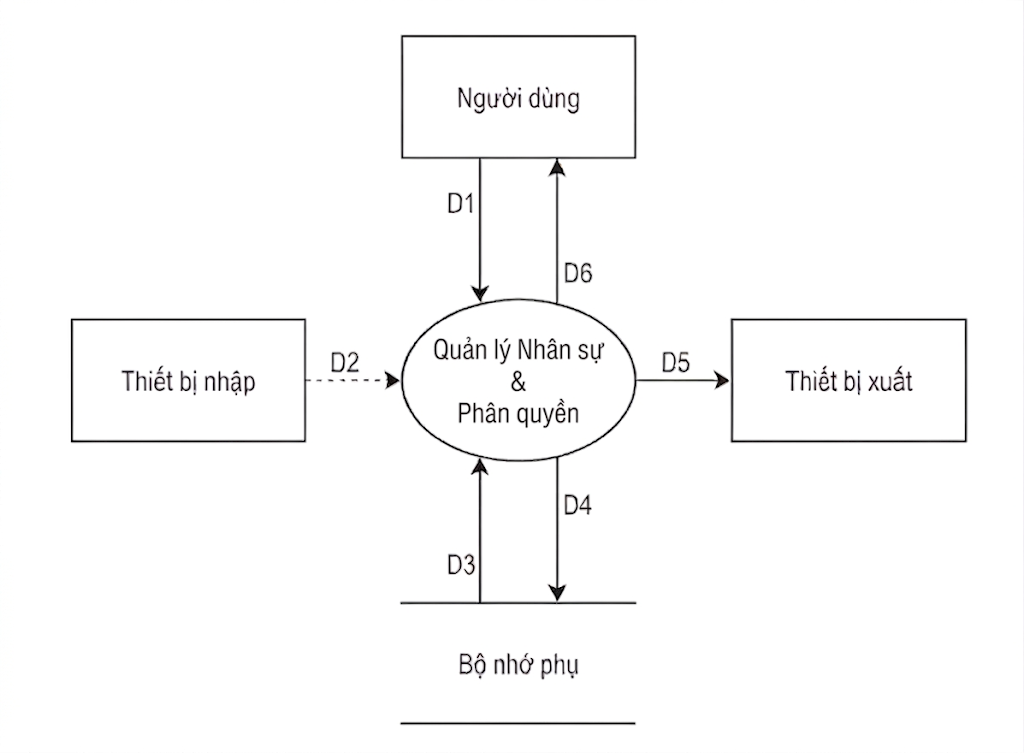 Người dùng
D1
D6
Thiết bị nhập
D2
Quản lý Nhân sự
&
Phân quyền
D5
Thiết bị xuất
D4
D3
Bộ nhớ phụ